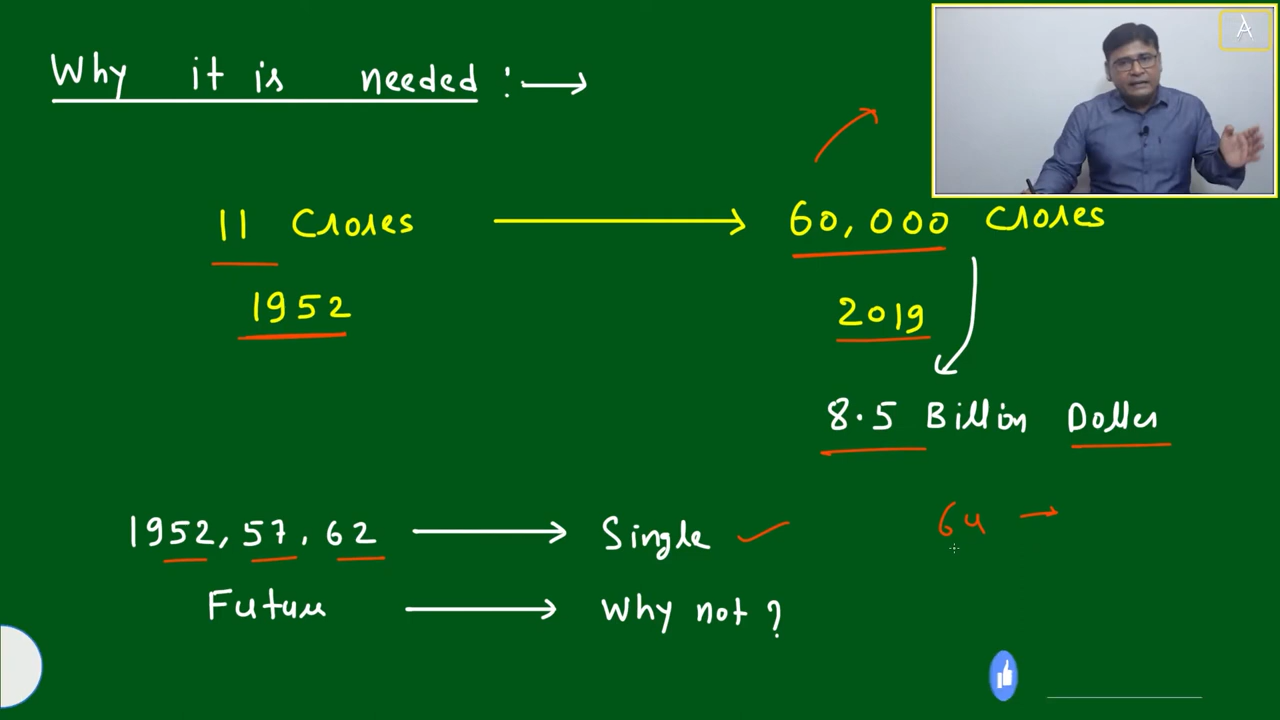 Why it is needed :→
11 Crores → 60,000 Crores
1952 2019
8.5 Billion Doller
1952, 57, 62 → Single ✓ 64 →
Future → Why not ?
A